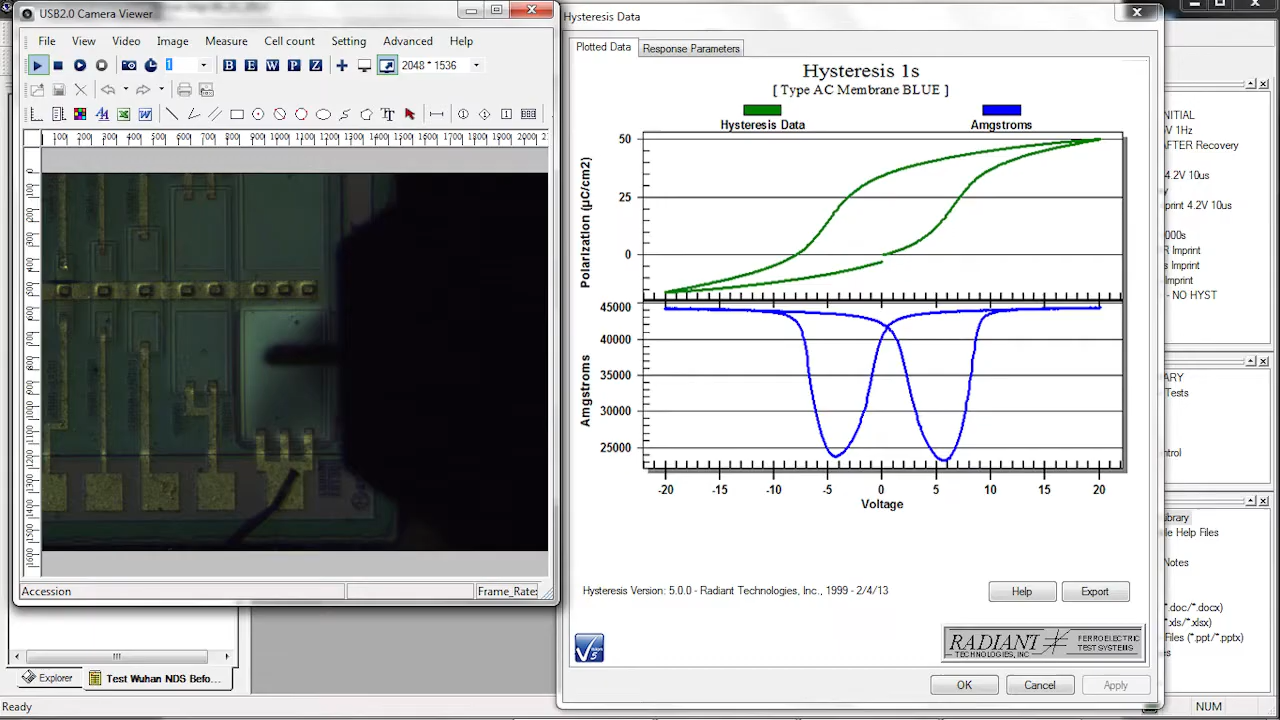 USB2.0 Camera Viewer
File View Video Image Measure Cell count Setting Advanced Help
1 B E W P Z 2048 * 1536
Accession Frame_Rate:
Explorer Test Wuhan NDS Befo...
Ready
Hysteresis Data
Plotted Data Response Parameters
Hysteresis 1s
[ Type AC Membrane BLUE ]
Hysteresis Data Amgstroms
Polarization (µC/cm2)
50
25
0
Amgstroms
45000
40000
35000
30000
25000
-20 -15 -10 -5 0 5 10 15 20
Voltage
Hysteresis Version: 5.0.0 - Radiant Technologies, Inc., 1999 - 2/4/13
Help Export
V 5
RADIANT TECHNOLOGIES, INC
FERROELECTRIC TEST SYSTEMS
OK Cancel Apply
NITIAL
V 1Hz
AFTER Recovery
4.2V 10us
print 4.2V 10us
000s
R Imprint
s Imprint
Imprint
- NO HYST
ARY
Tests
ontrol
ibrary
le Help Files
Notes
*.doc/*.docx)
*.xls/*.xlsx)
Files (*.ppt/*.pptx)
es
NUM